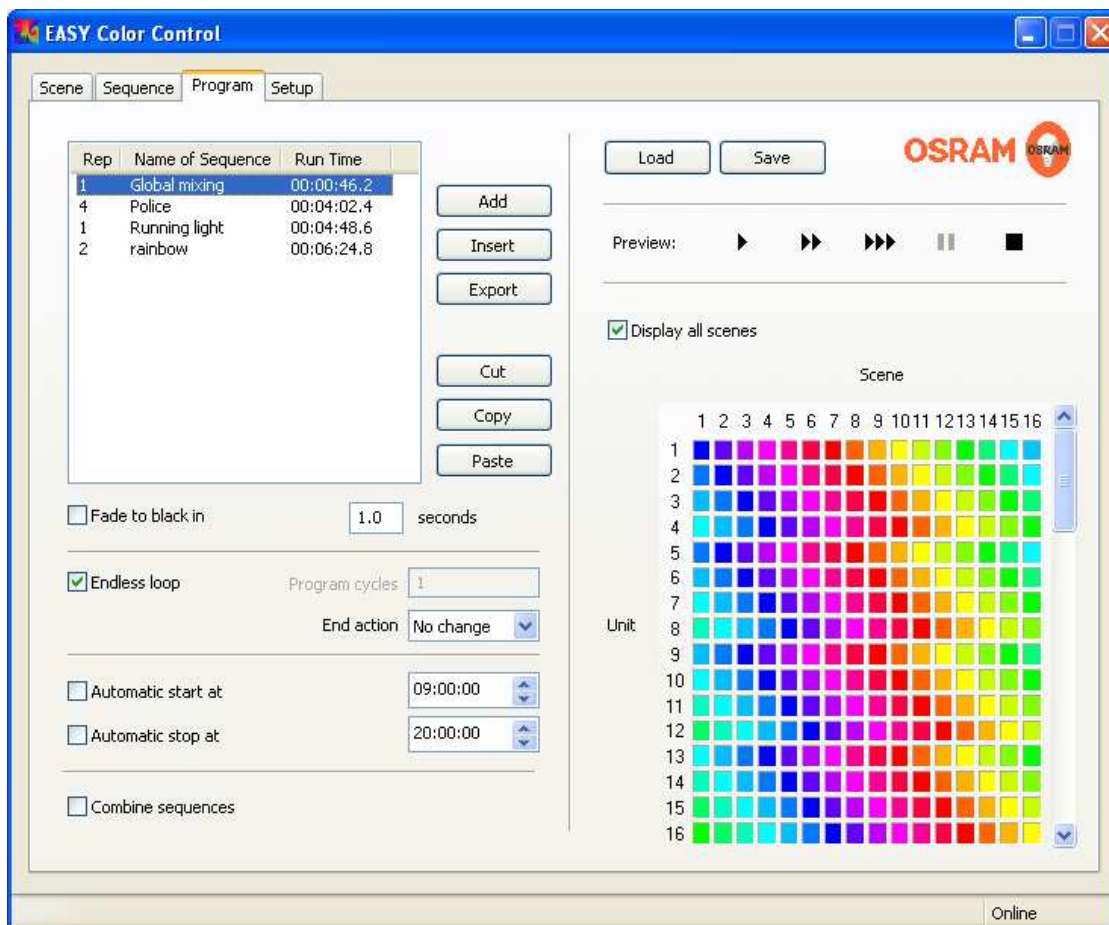 EASY Color Control
Scene Sequence Program Setup
Rep Name of Sequence Run Time
1 Global mixing 00:00:46.2
4 Police 00:04:02.4
1 Running light 00:04:48.6
2 rainbow 00:06:24.8
Add
Insert
Export
Cut
Copy
Paste
Fade to black in 1.0 seconds
Endless loop Program cycles 1
End action No change
Automatic start at 09:00:00
Automatic stop at 20:00:00
Combine sequences
Load Save
OSRAM OSRAM
Preview:
Display all scenes
Scene
1 2 3 4 5 6 7 8 9 10 11 12 13 14 15 16
1
2
3
4
5
6
7
Unit 8
9
10
11
12
13
14
15
16
Online